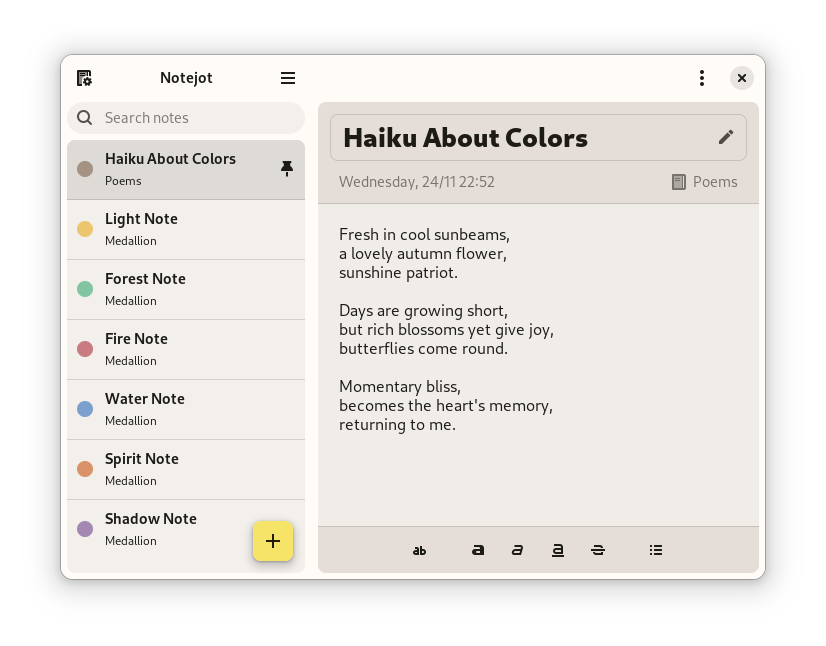 Notejot
Search notes
Haiku About Colors
Poems
Light Note
Medallion
Forest Note
Medallion
Fire Note
Medallion
Water Note
Medallion
Spirit Note
Medallion
Shadow Note
Medallion
Haiku About Colors
Wednesday, 24/11 22:52
Poems
Fresh in cool sunbeams,
a lovely autumn flower,
sunshine patriot.
Days are growing short,
but rich blossoms yet give joy,
butterflies come round.
Momentary bliss,
becomes the heart's memory,
returning to me.
ab
a
a
a